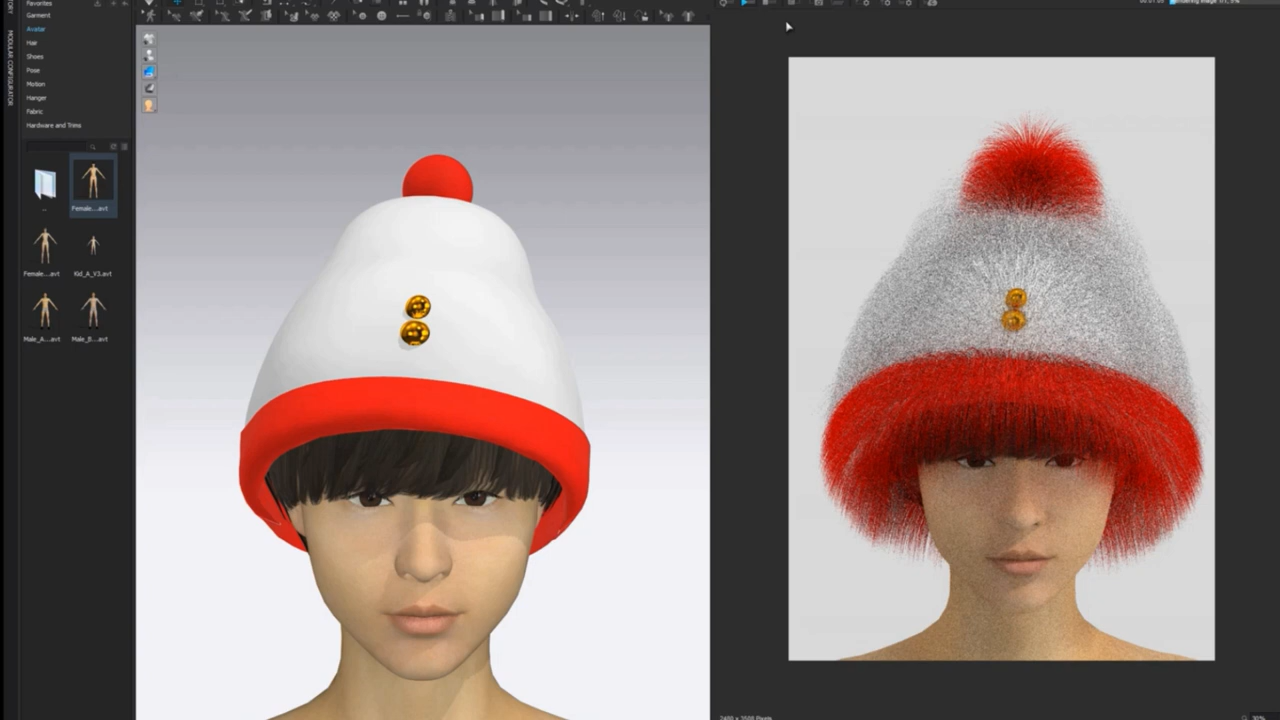 Favorites
Garment
Avatar
Hair
Shoes
Pose
Motion
Hanger
Fabric
Hardware and Trims
MODULAR CONFIGURATOR
..
Female....avt
Female....avt
Kid_A_V3.avt
Male_A...avt
Male_B...avt